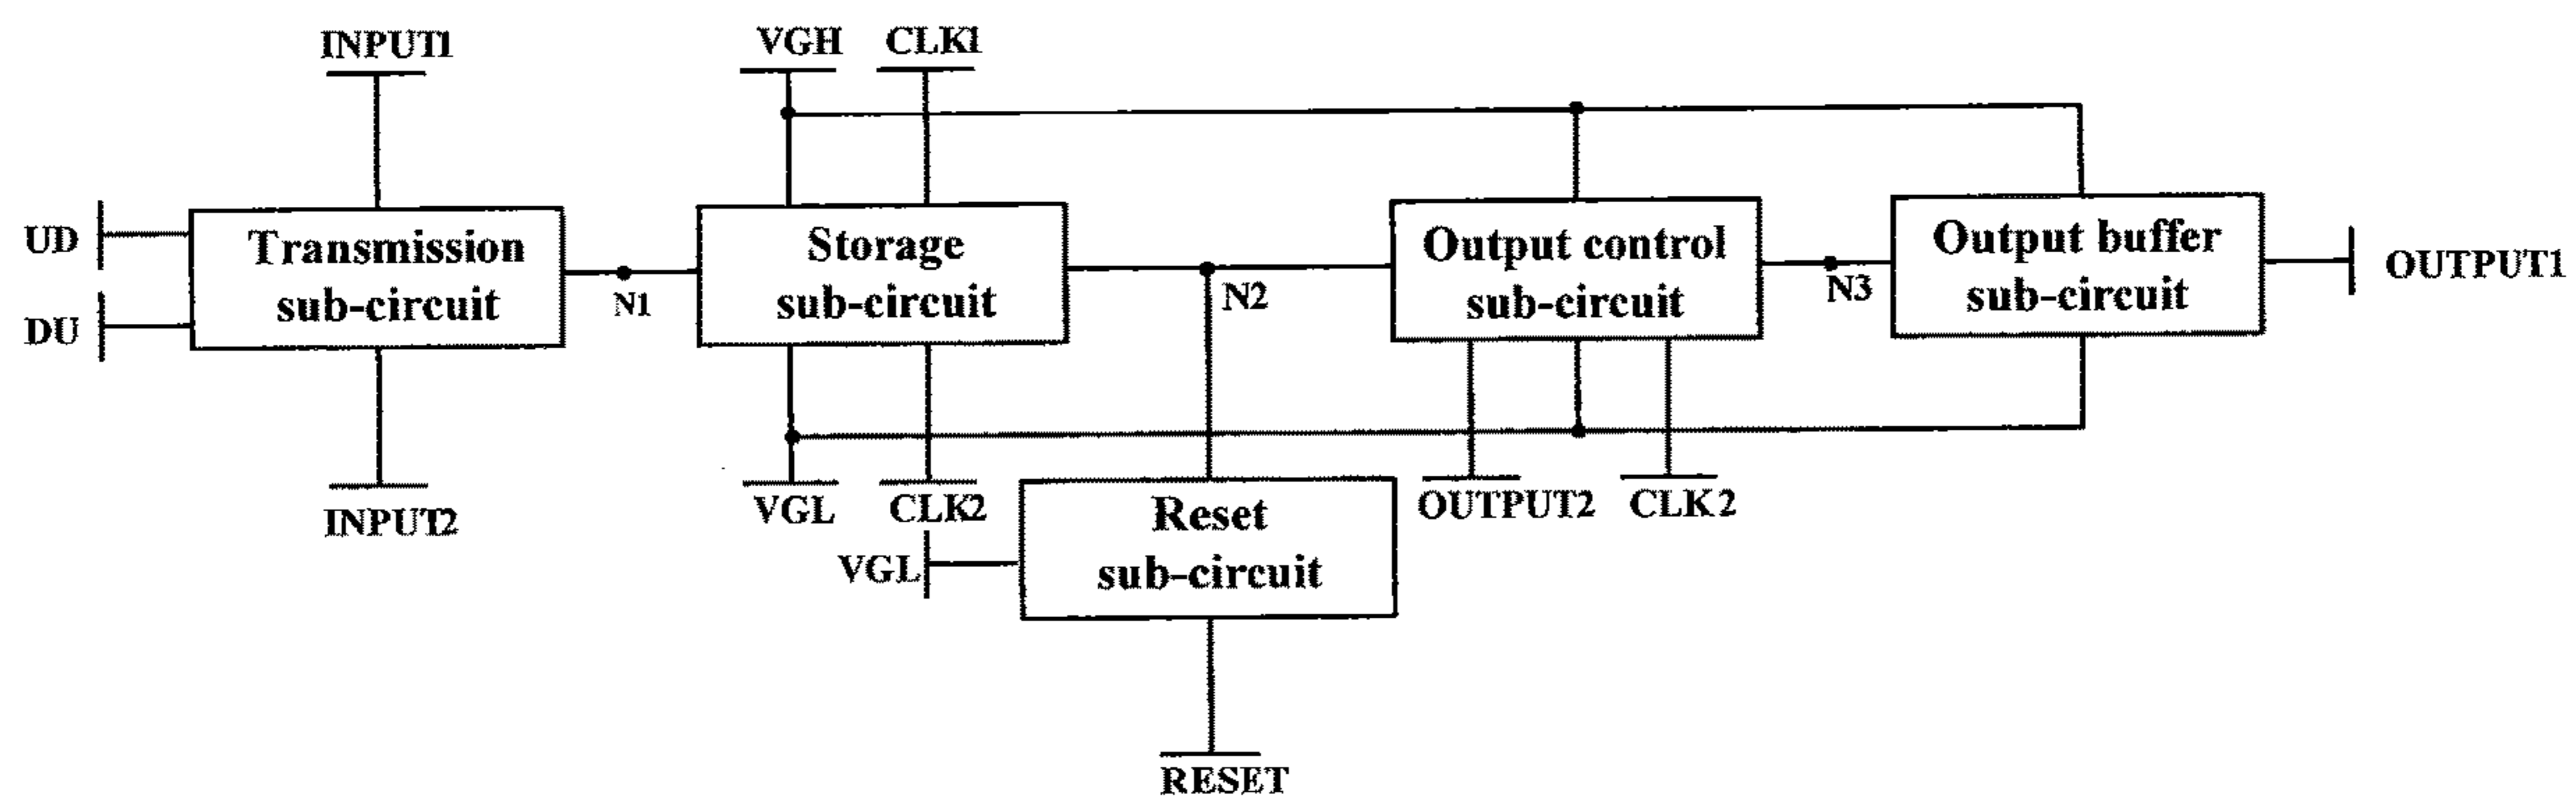 INPUT1
VGH
CLK1
UD
DU
Transmission
sub-circuit
N1
Storage
sub-circuit
N2
Output control
sub-circuit
N3
Output buffer
sub-circuit
OUTPUT1
INPUT2
VGL
CLK2
OUTPUT2
CLK2
VGL
Reset
sub-circuit
RESET